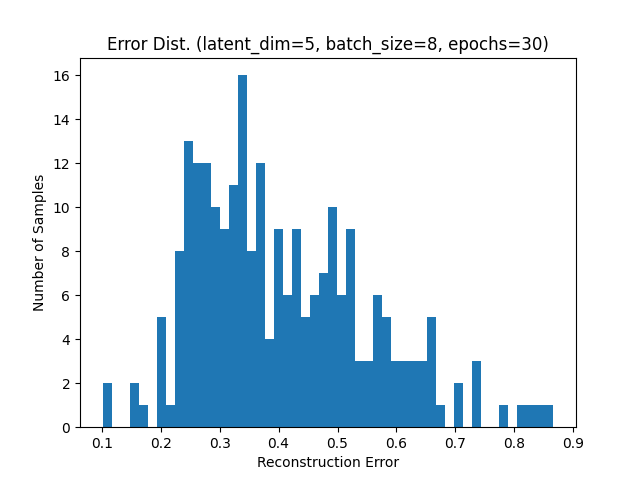 Error Dist. (latent_dim=5, batch_size=8, epochs=30)
Number of Samples
16
14
12
10
8
6
4
2
0
0.1 0.2 0.3 0.4 0.5 0.6 0.7 0.8 0.9
Reconstruction Error